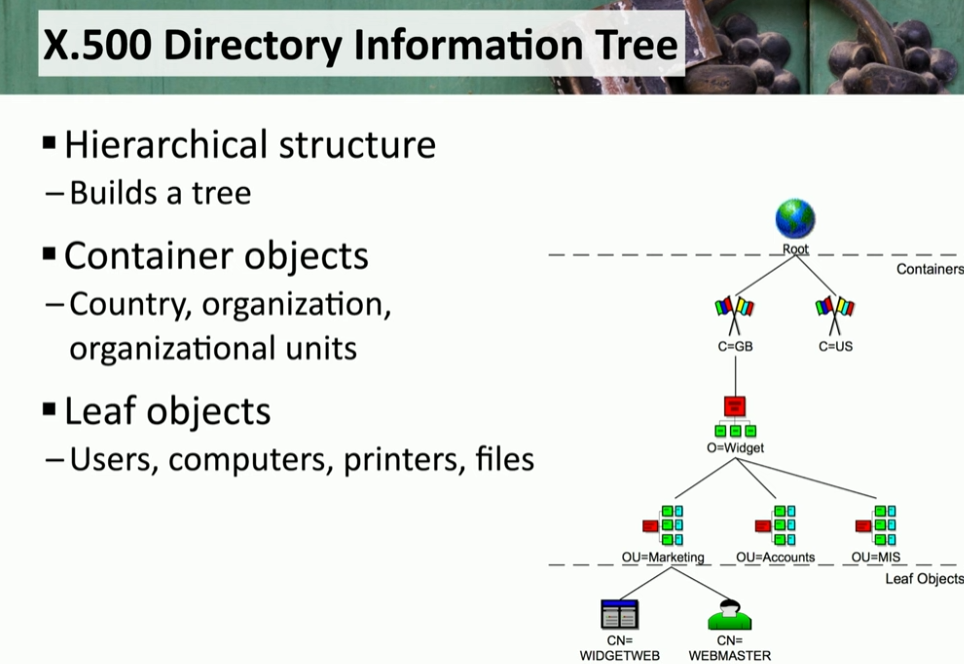 X.500 Directory Information Tree
▪ Hierarchical structure
– Builds a tree
▪ Container objects
– Country, organization,
organizational units
▪ Leaf objects
– Users, computers, printers, files
Root
Containers
C=GB
C=US
O=Widget
OU=Marketing
OU=Accounts
OU=MIS
Leaf Objects
CN=
WIDGETWEB
CN=
WEBMASTER